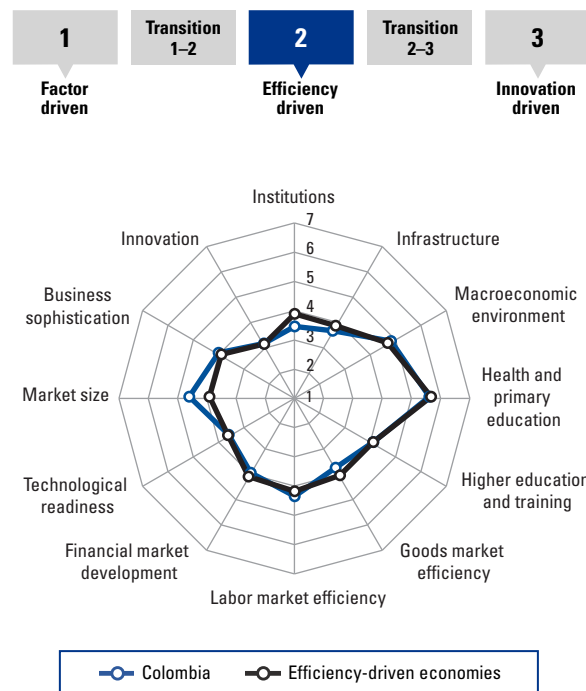 1
Transition
1–2
2
Transition
2–3
3
Factor
driven
Efficiency
driven
Innovation
driven
Institutions
7
Innovation
6
Infrastructure
5
Business
sophistication
4
Macroeconomic
environment
3
2
Market size
1
Health and
primary
education
Technological
readiness
Higher education
and training
Financial market
development
Goods market
efficiency
Labor market efficiency
Colombia
Efficiency-driven economies